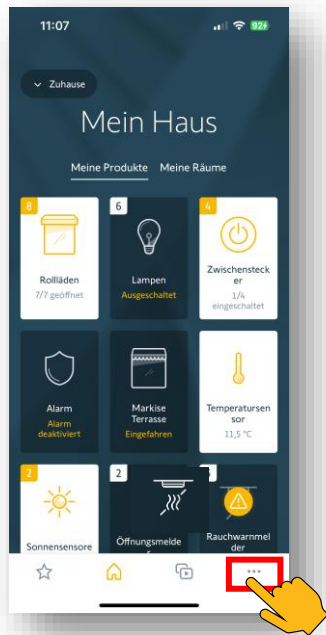 11:07
92
Zuhause
Mein Haus
Meine Produkte Meine Räume
8
6
4
Rollläden
7/7 geöffnet
Lampen
Ausgeschaltet
Zwischensteck
er
1/4
eingeschaltet
Alarm
Alarm
deaktiviert
Markise
Terrasse
Eingefahren
Temperatursen
sor
11,5 °C
2
2
Sonnensensore
Öffnungsmelde
Rauchwarnmel
der